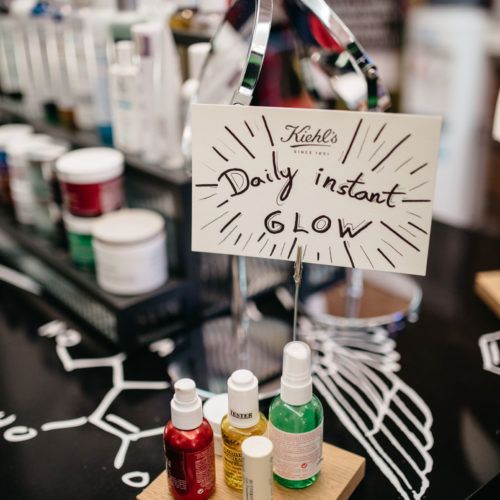 Kiehl's
SINCE 1851
Daily instant
GLOW
TESTER